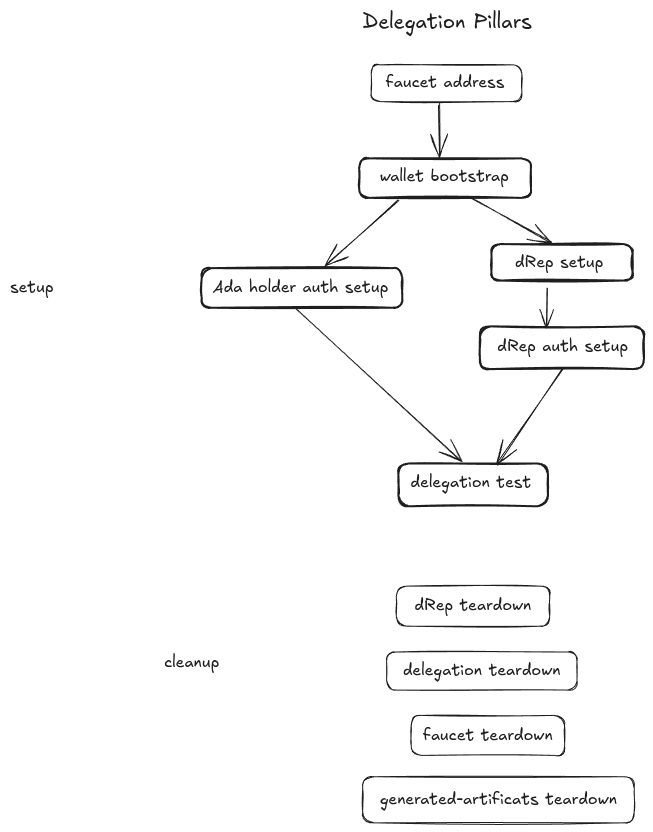 Delegation Pillars
faucet address
wallet bootstrap
dRep setup
Ada holder auth setup
setup
dRep auth setup
delegation test
dRep teardown
cleanup
delegation teardown
faucet teardown
generated-artificats teardown